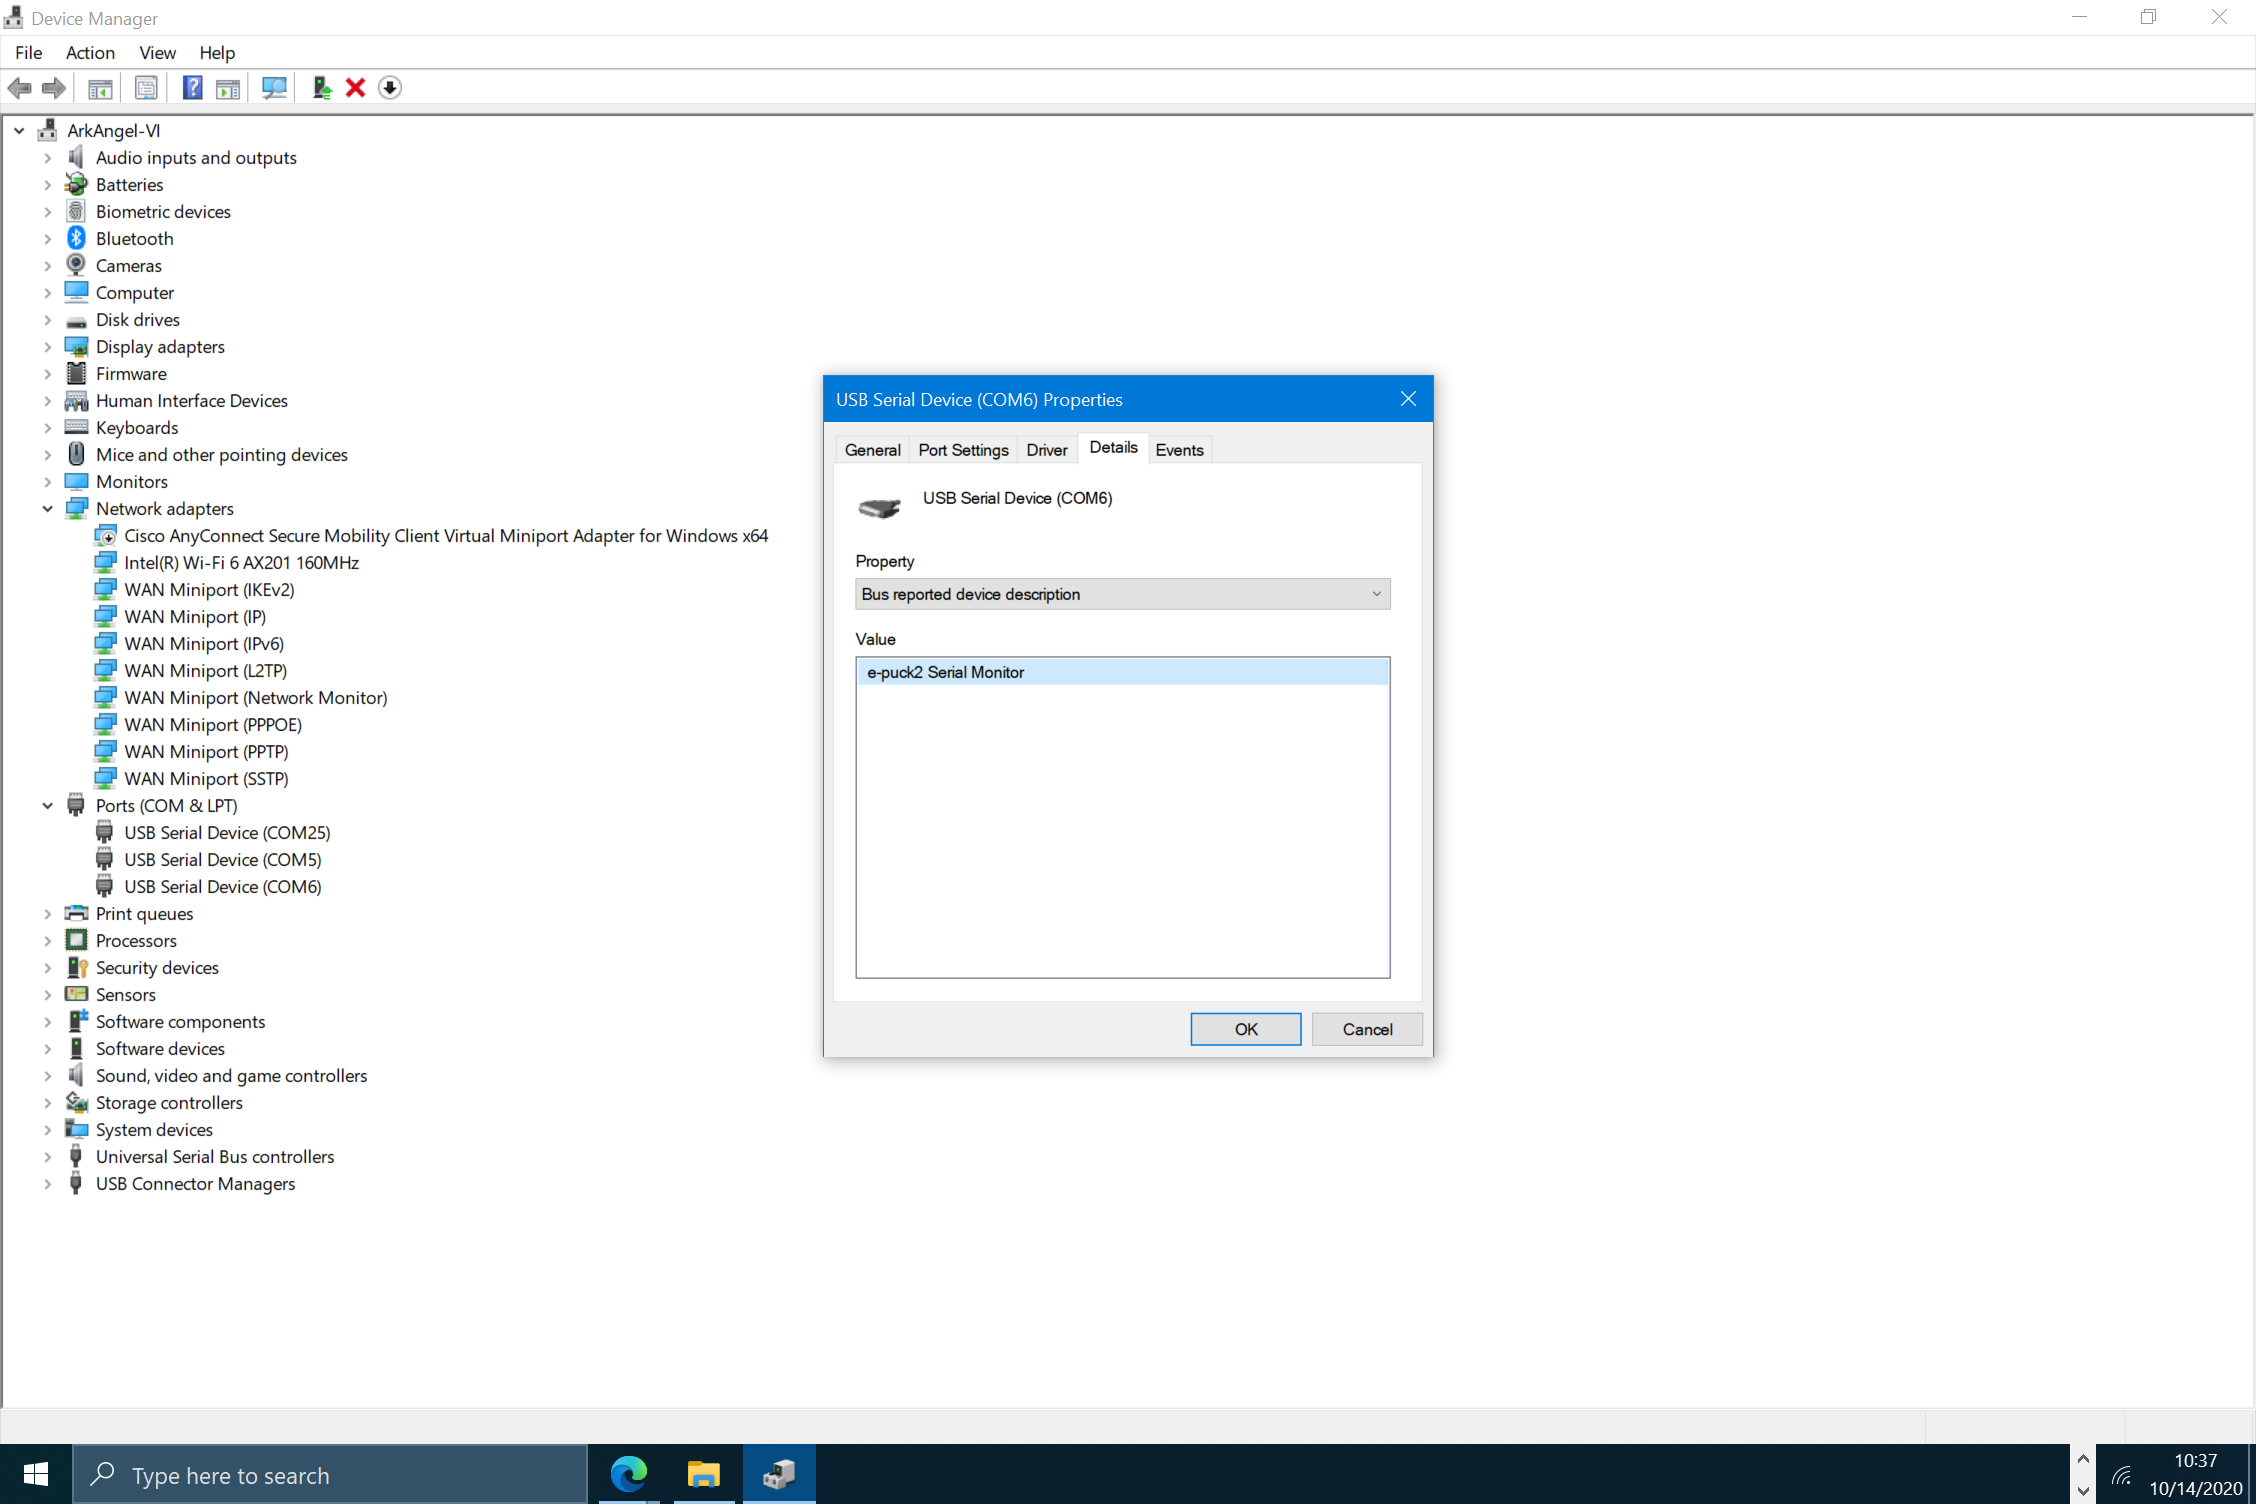 Device Manager
File Action View Help
ArkAngel-VI
Audio inputs and outputs
Batteries
Biometric devices
Bluetooth
Cameras
Computer
Disk drives
Display adapters
Firmware
Human Interface Devices
Keyboards
Mice and other pointing devices
Monitors
Network adapters
Cisco AnyConnect Secure Mobility Client Virtual Miniport Adapter for Windows x64
Intel(R) Wi-Fi 6 AX201 160MHz
WAN Miniport (IKEv2)
WAN Miniport (IP)
WAN Miniport (IPv6)
WAN Miniport (L2TP)
WAN Miniport (Network Monitor)
WAN Miniport (PPPOE)
WAN Miniport (PPTP)
WAN Miniport (SSTP)
Ports (COM & LPT)
USB Serial Device (COM25)
USB Serial Device (COM5)
USB Serial Device (COM6)
Print queues
Processors
Security devices
Sensors
Software components
Software devices
Sound, video and game controllers
Storage controllers
System devices
Universal Serial Bus controllers
USB Connector Managers
USB Serial Device (COM6) Properties
General Port Settings Driver Details Events
USB Serial Device (COM6)
Property
Bus reported device description
Value
e-puck2 Serial Monitor
OK Cancel
Type here to search
10:37
10/14/2020